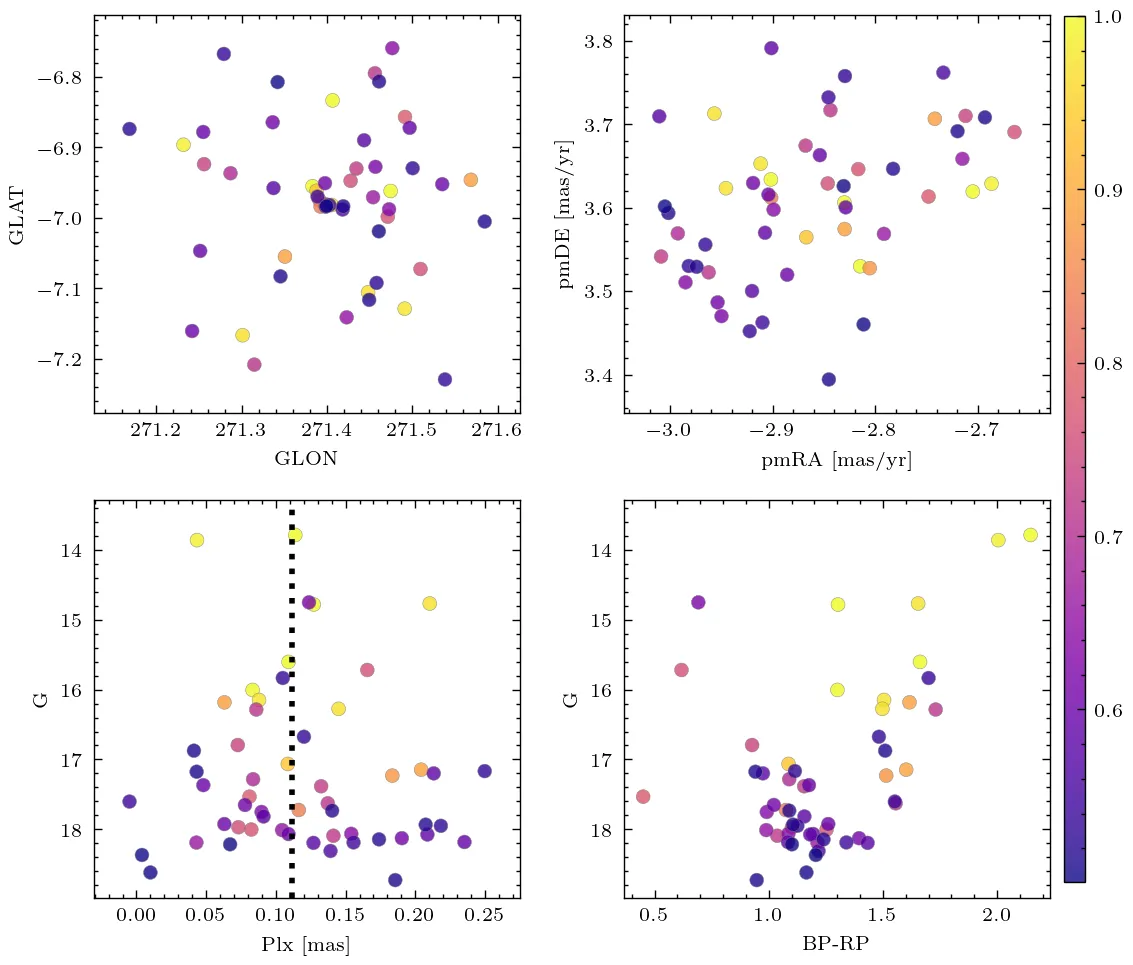 −6.8
−6.9
−7.0
−7.1
−7.2
GLAT
271.2 271.3 271.4 271.5 271.6
GLON
3.8
3.7
3.6
3.5
3.4
pmDE [mas/yr]
−3.0 −2.9 −2.8 −2.7
pmRA [mas/yr]
14
15
16
17
18
G
0.00 0.05 0.10 0.15 0.20 0.25
Plx [mas]
14
15
16
17
18
G
0.5 1.0 1.5 2.0
BP-RP
1.0
0.9
0.8
0.7
0.6